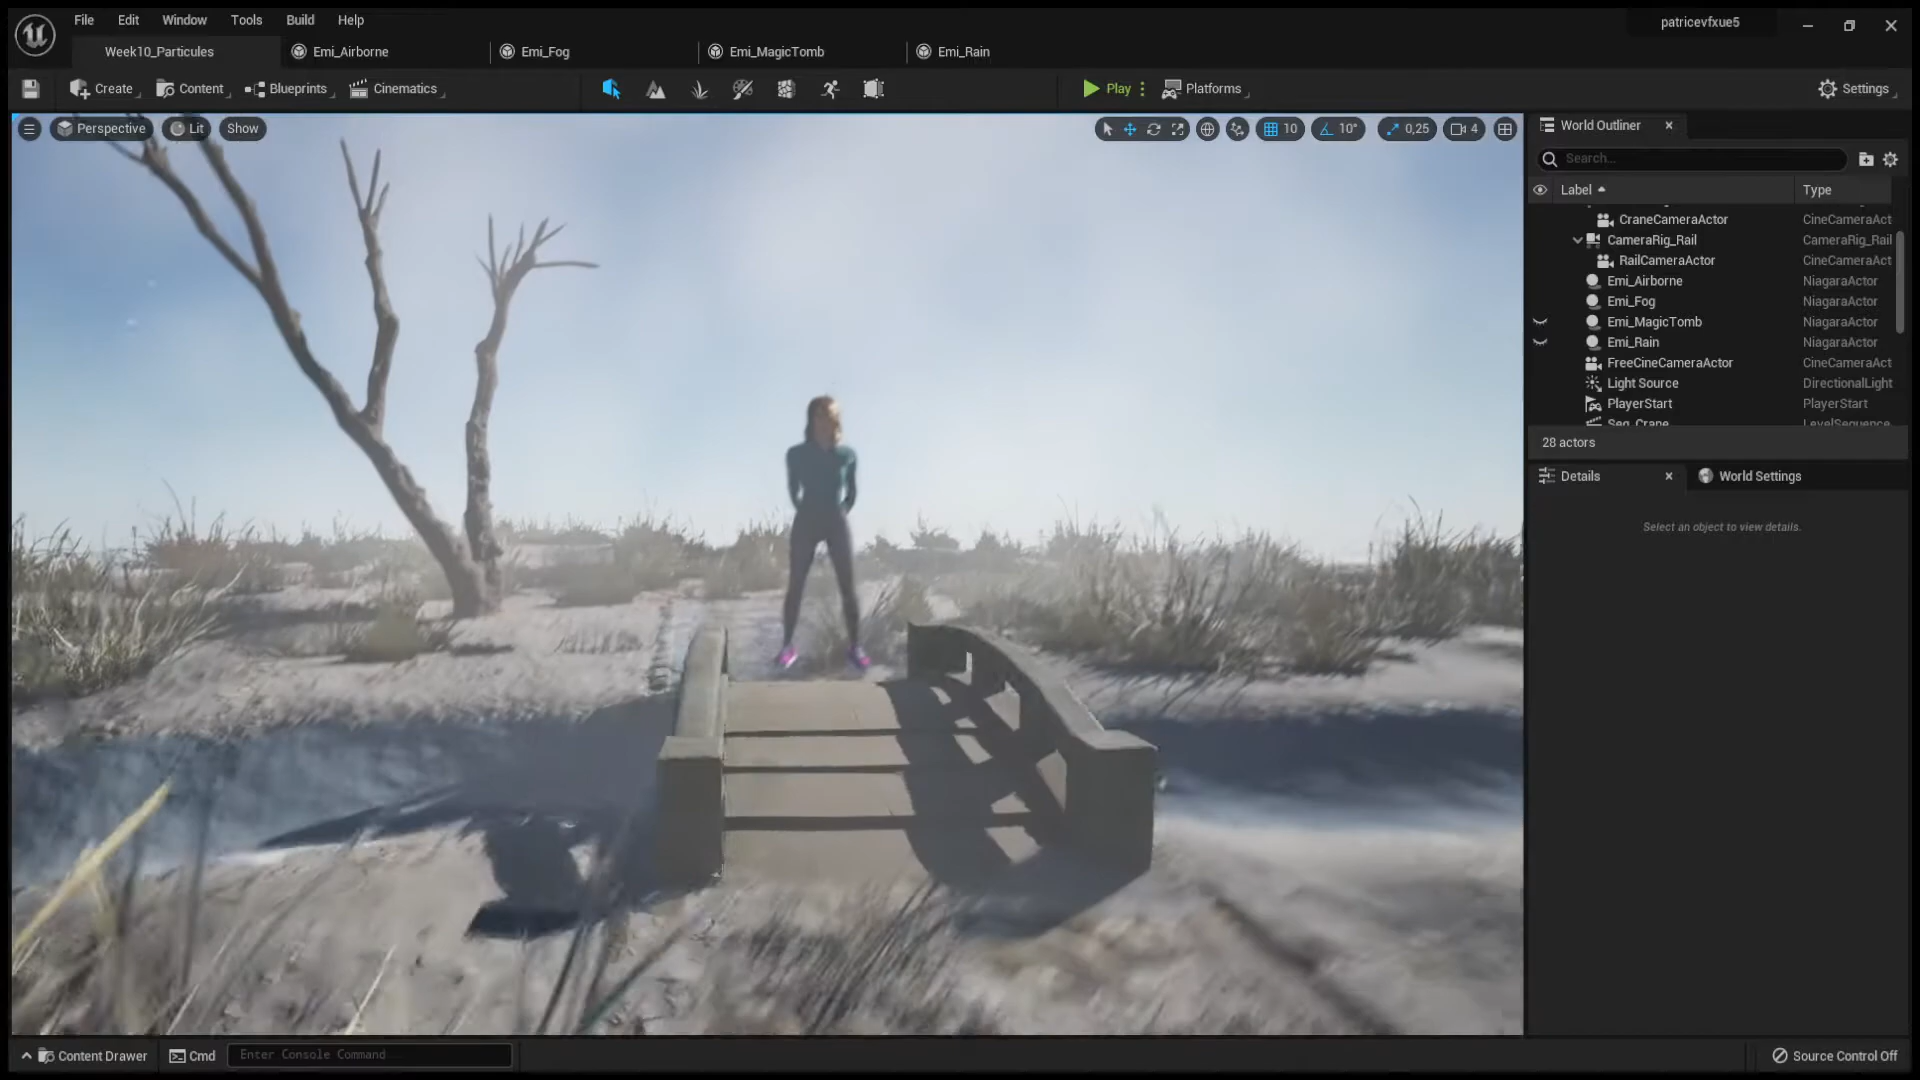 File Edit Window Tools Build Help
patricevfxue5
Week10_Particules
Emi_Airborne
Emi_Fog
Emi_MagicTomb
Emi_Rain
Create
Content
Blueprints
Cinematics
Play
Platforms
Settings
Perspective
Lit
Show
10
10°
0,25
4
World Outliner
Search...
Label
Type
CraneCameraActor CineCameraAct
CameraRig_Rail CameraRig_Rail
RailCameraActor CineCameraAct
Emi_Airborne NiagaraActor
Emi_Fog NiagaraActor
Emi_MagicTomb NiagaraActor
Emi_Rain NiagaraActor
FreeCineCameraActor CineCameraAct
Light Source DirectionalLight
PlayerStart PlayerStart
Seq_Crane LevelSequence
28 actors
Details
World Settings
Select an object to view details.
Content Drawer
Cmd
Enter Console Command
Source Control Off